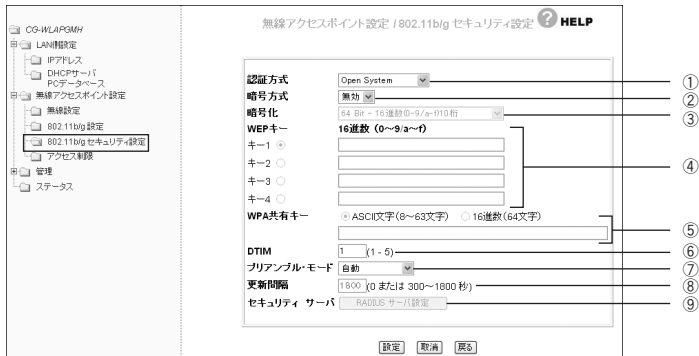 CG-WLAPGMH
LAN側設定
IPアドレス
DHCPサーバ
PCデータベース
無線アクセスポイント設定
無線設定
802.11b/g 設定
802.11b/g セキュリティ設定
アクセス制限
管理
ステータス
無線アクセスポイント設定 / 802.11b/g セキュリティ設定 ? HELP
認証方式 Open System ①
暗号方式 無効 ②
暗号化 64 Bit - 16進数(0-9/a-f)10桁 ③
WEPキー 16進数 (0～9/a～f)
キー1
キー2 ④
キー3
キー4
WPA共有キー ASCII文字(8～63文字) 16進数(64文字) ⑤
DTIM 1 (1 - 5) ⑥
プリアンブル・モード 自動 ⑦
更新間隔 1800 (0 または 300～1800 秒) ⑧
セキュリティ サーバ RADIUS サーバ設定 ⑨
設定 取消 戻る